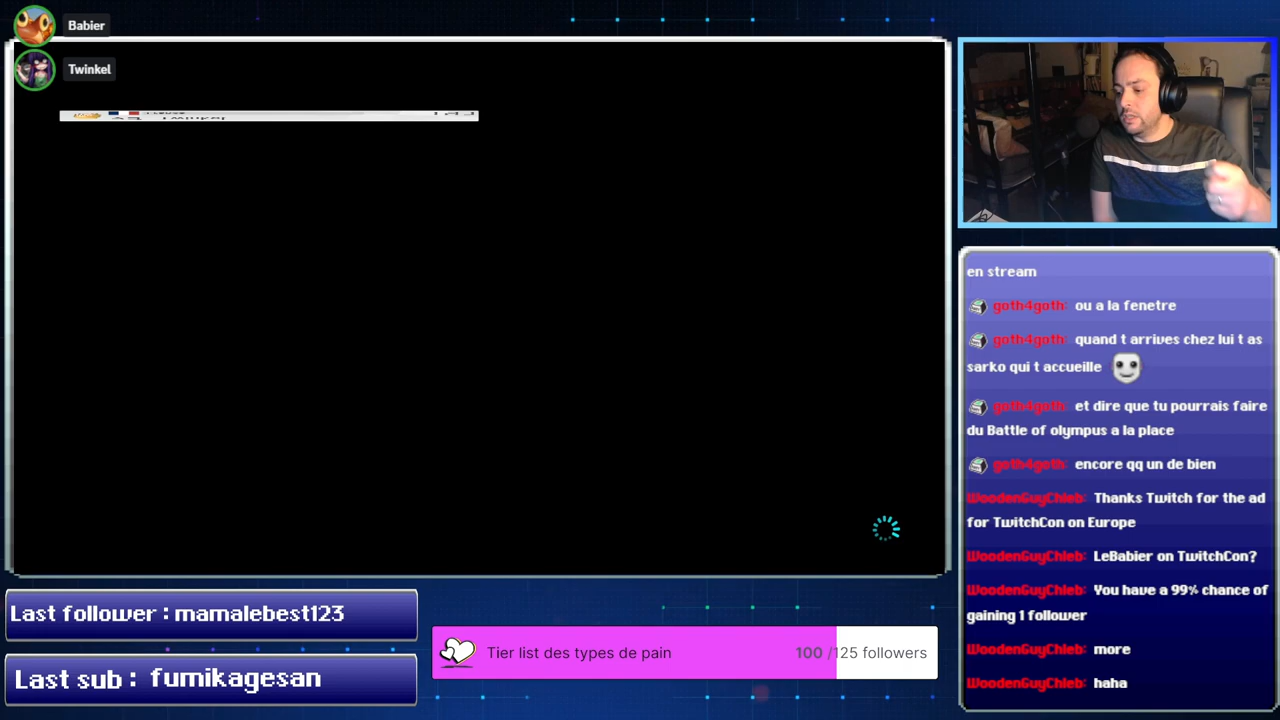 Babier
Twinkel
en stream
goth4goth: ou a la fenetre
goth4goth: quand t arrives chez lui t as
sarko qui t accueille
goth4goth: et dire que tu pourrais faire
du Battle of olympus a la place
goth4goth: encore qq un de bien
WoodenGuyChleb: Thanks Twitch for the ad
for TwitchCon on Europe
WoodenGuyChleb: LeBabier on TwitchCon?
WoodenGuyChleb: You have a 99% chance of
gaining 1 follower
WoodenGuyChleb: more
WoodenGuyChleb: haha
Last follower : mamalebest123
Last sub : fumikagesan
Tier list des types de pain 100 /125 followers